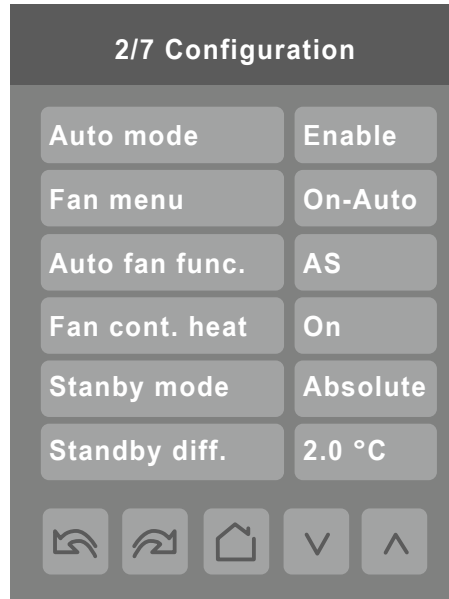 2/7 Configuration
Auto mode Enable
Fan menu On-Auto
Auto fan func. AS
Fan cont. heat On
Stanby mode Absolute
Standby diff. 2.0 °C